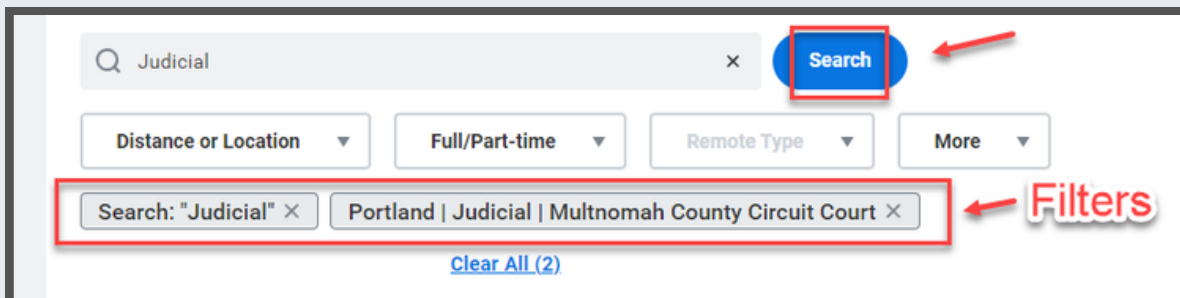 Judicial
Search
Distance or Location
Full/Part-time
Remote Type
More
Search: "Judicial"
Portland | Judicial | Multnomah County Circuit Court
Filters
Clear All (2)